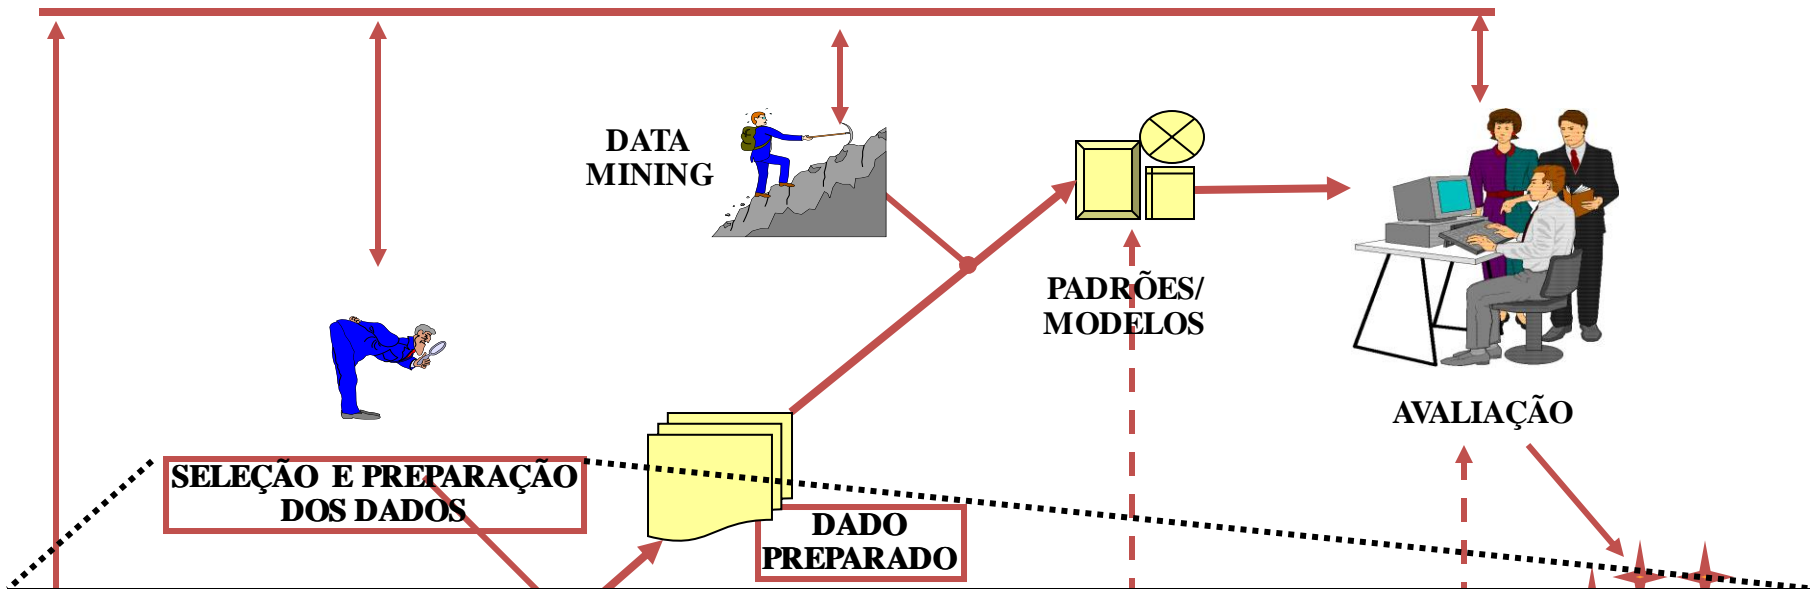 DATA
MINING
PADRÕES/
MODELOS
AVALIAÇÃO
SELEÇÃO E PREPARAÇÃO
DOS DADOS
DADO
PREPARADO